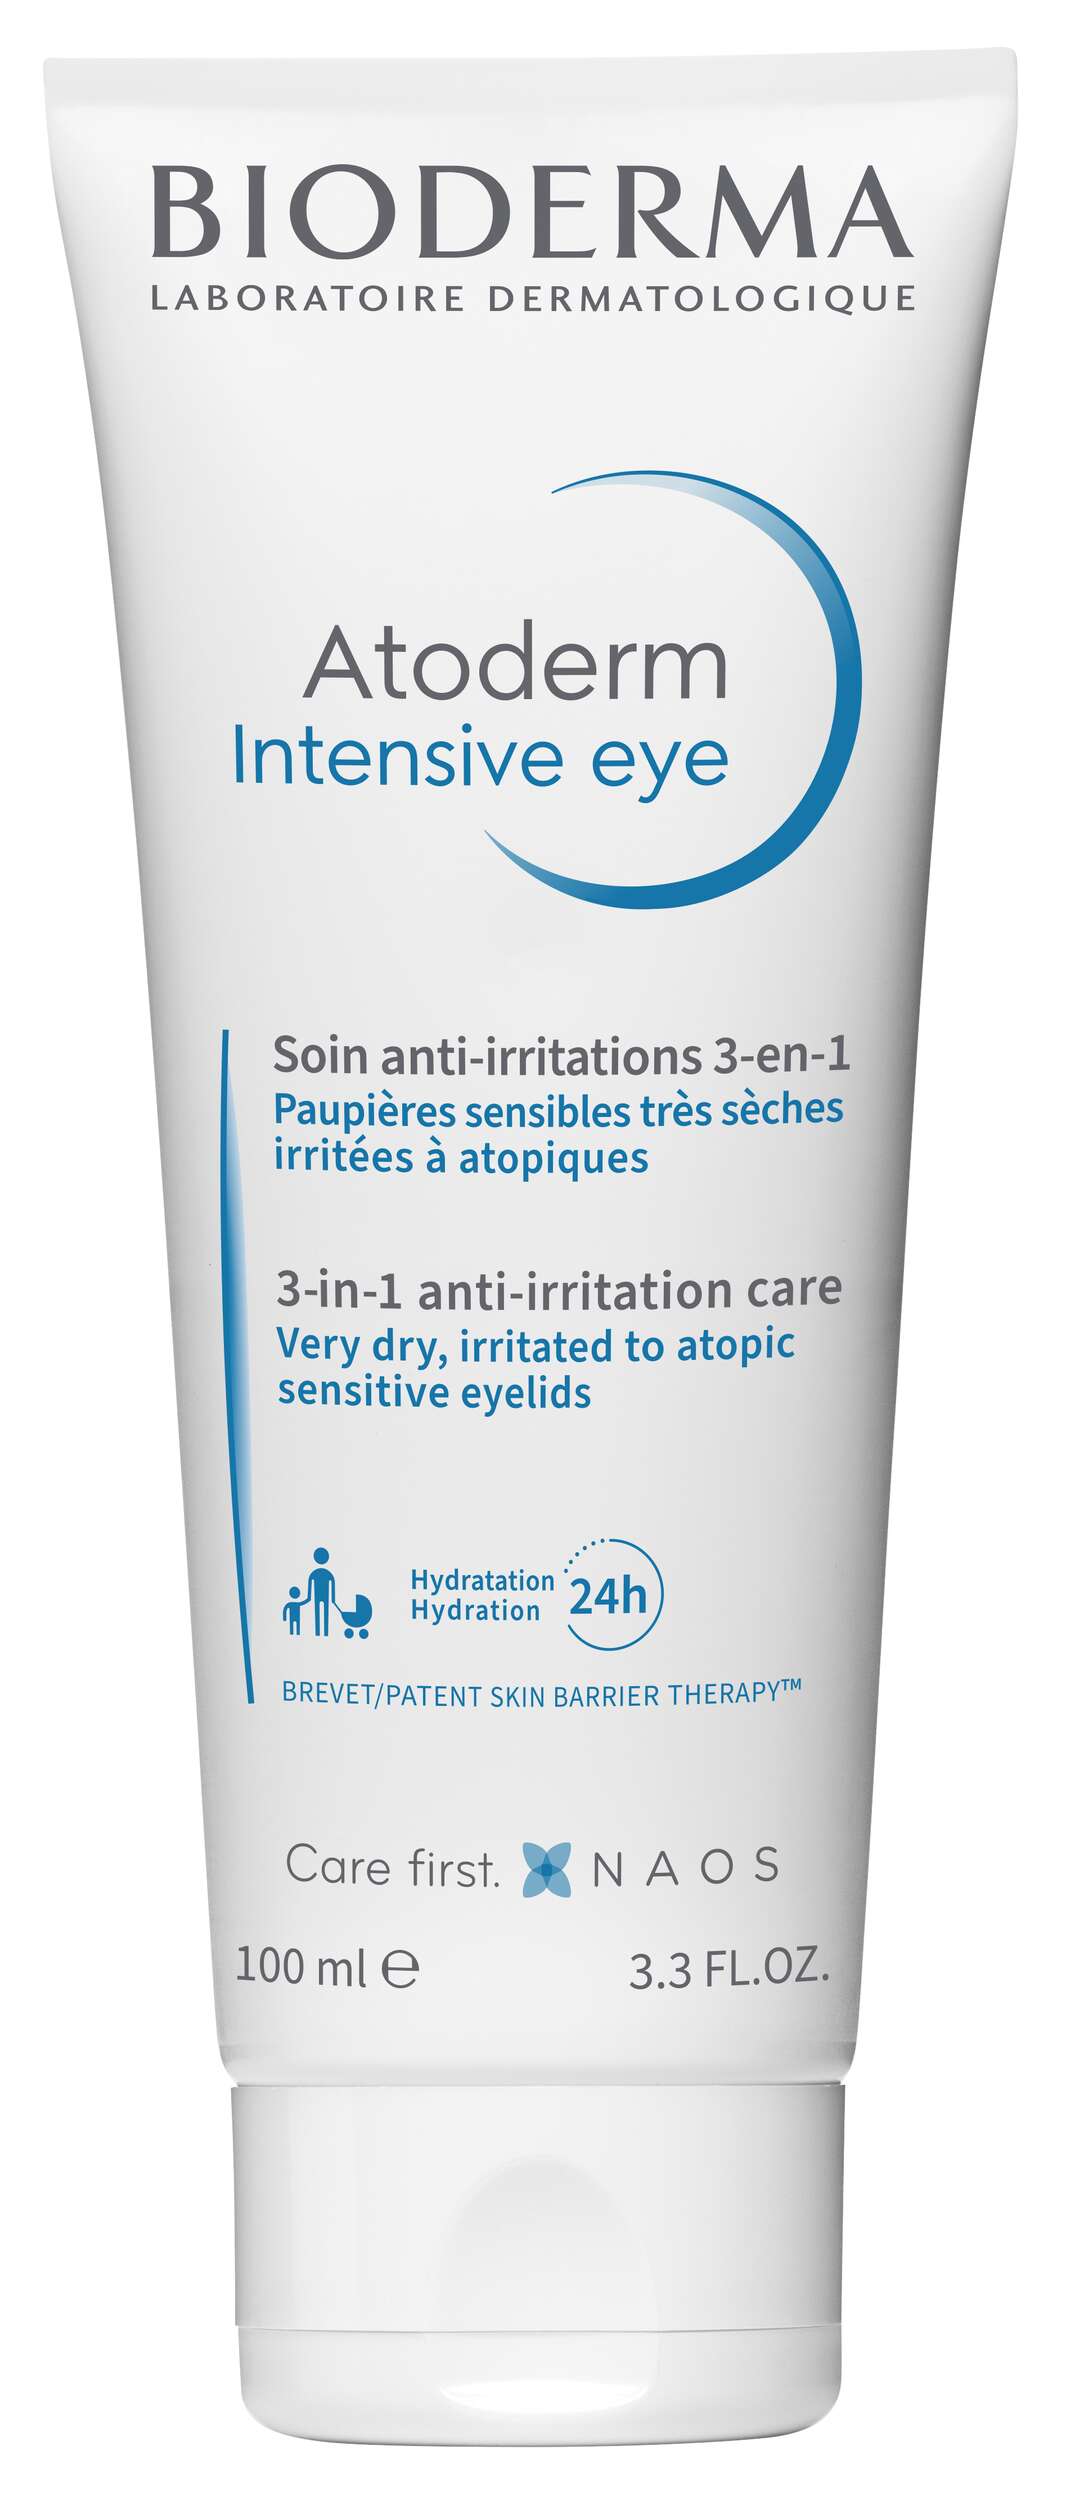 BIODERMA
LABORATOIRE DERMATOLOGIQUE
Atoderm
Intensive eye
Soin anti-irritations 3-en-1
Paupières sensibles très sèches
irritées à atopiques
3-in-1 anti-irritation care
Very dry, irritated to atopic
sensitive eyelids
Hydratation
Hydration
24h
BREVET/PATENT SKIN BARRIER THERAPY™
Care first. NAOS
100 ml ℮ 3.3 FL.OZ.